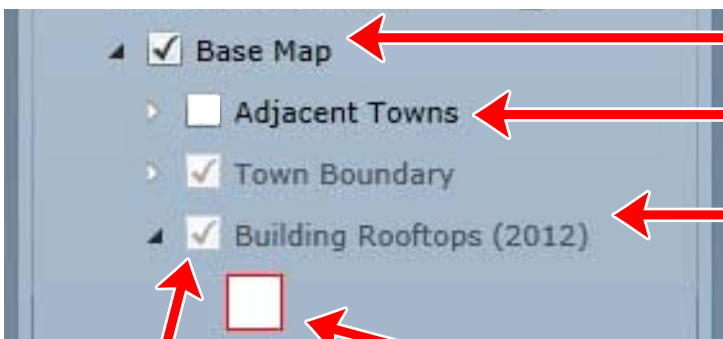 Base Map
Adjacent Towns
Town Boundary
Building Rooftops (2012)